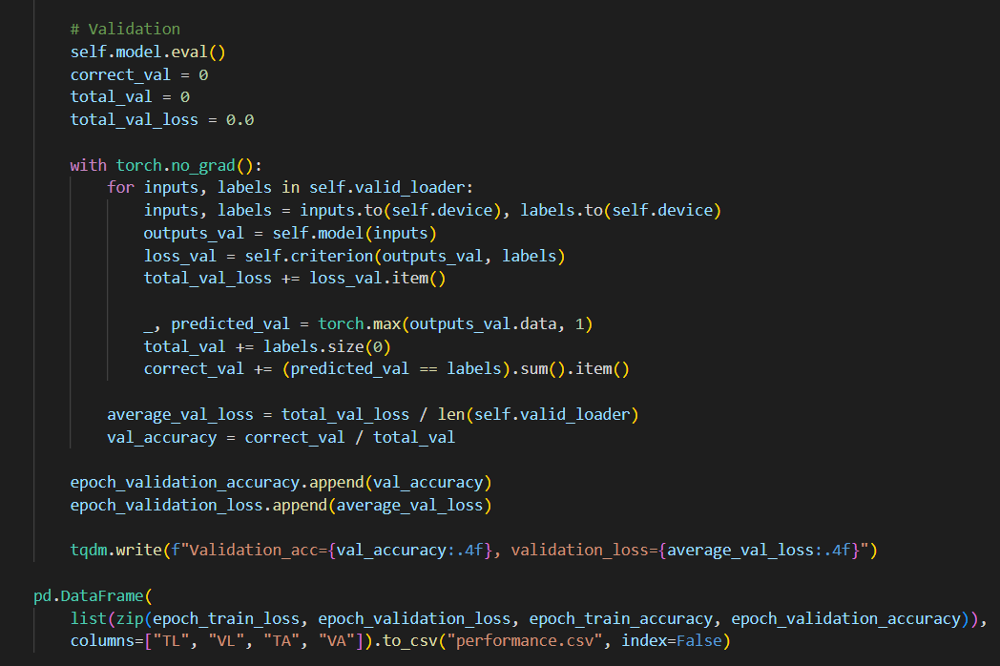 # Validation
self.model.eval()
correct_val = 0
total_val = 0
total_val_loss = 0.0
with torch.no_grad():
for inputs, labels in self.valid_loader:
inputs, labels = inputs.to(self.device), labels.to(self.device)
outputs_val = self.model(inputs)
loss_val = self.criterion(outputs_val, labels)
total_val_loss += loss_val.item()
_, predicted_val = torch.max(outputs_val.data, 1)
total_val += labels.size(0)
correct_val += (predicted_val == labels).sum().item()
average_val_loss = total_val_loss / len(self.valid_loader)
val_accuracy = correct_val / total_val
epoch_validation_accuracy.append(val_accuracy)
epoch_validation_loss.append(average_val_loss)
tqdm.write(f"Validation_acc={val_accuracy:.4f}, validation_loss={average_val_loss:.4f}")
pd.DataFrame(
list(zip(epoch_train_loss, epoch_validation_loss, epoch_train_accuracy, epoch_validation_accuracy)),
columns=["TL", "VL", "TA", "VA"]).to_csv("performance.csv", index=False)